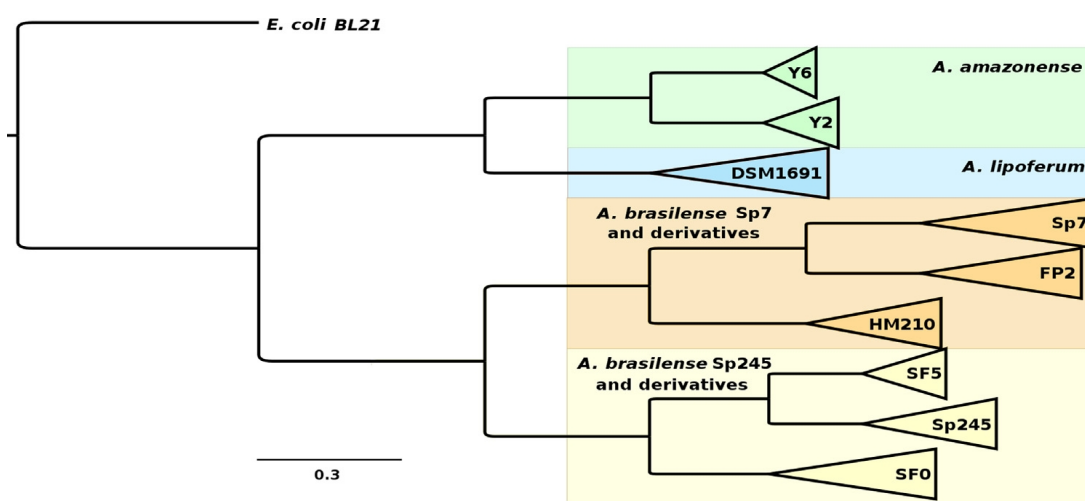 E. coli BL21
Y6
A. amazonense
Y2
A. lipoferum
DSM1691
A. brasilense Sp7
and derivatives
Sp7
FP2
HM210
A. brasilense Sp245
and derivatives
SF5
Sp245
SF0
0.3